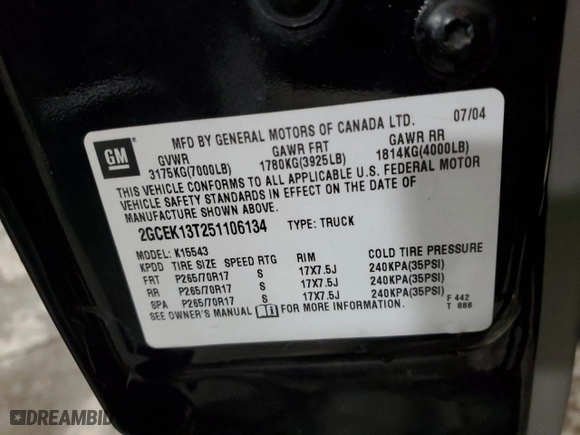 MFD BY GENERAL MOTORS OF CANADA LTD. 07/04
GM GVWR GAWR FRT GAWR RR
3175KG(7000LB) 1780KG(3925LB) 1814KG(4000LB)
THIS VEHICLE CONFORMS TO ALL APPLICABLE U.S. FEDERAL MOTOR
VEHICLE SAFETY STANDARDS IN EFFECT ON THE DATE OF
MANUFACTURE SHOWN ABOVE.
2GCEK13T251106134 TYPE: TRUCK
MODEL: K15543
KPDD TIRE SIZE SPEED RTG RIM COLD TIRE PRESSURE
FRT P265/70R17 S 17X7.5J 240KPA(35PSI)
RR P265/70R17 S 17X7.5J 240KPA(35PSI)
SPA P265/70R17 S 17X7.5J 240KPA(35PSI)
SEE OWNER'S MANUAL FOR MORE INFORMATION. F 442
T 888
DREAMBID